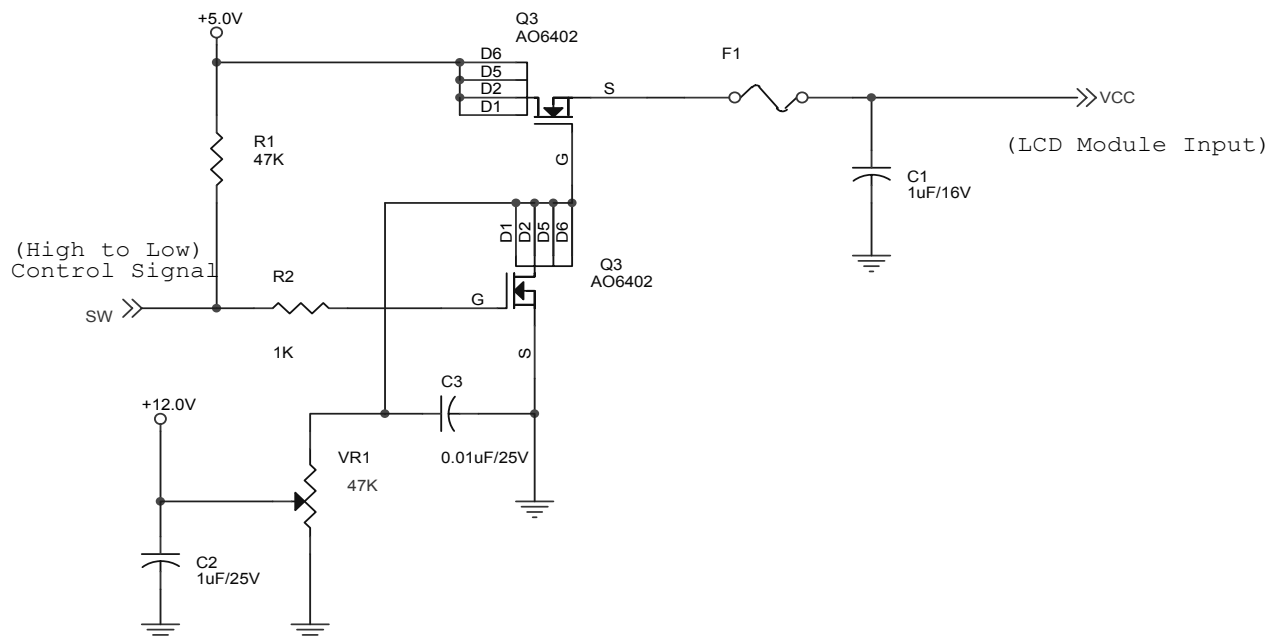 +5.0V
Q3
AO6402
D6
D5
D2
D1
S
F1
VCC
(LCD Module Input)
R1
47K
G
C1
1uF/16V
D1
D2
D5
D6
(High to Low)
Control Signal
SW
R2
1K
G
Q3
AO6402
S
+12.0V
C3
0.01uF/25V
VR1
47K
C2
1uF/25V